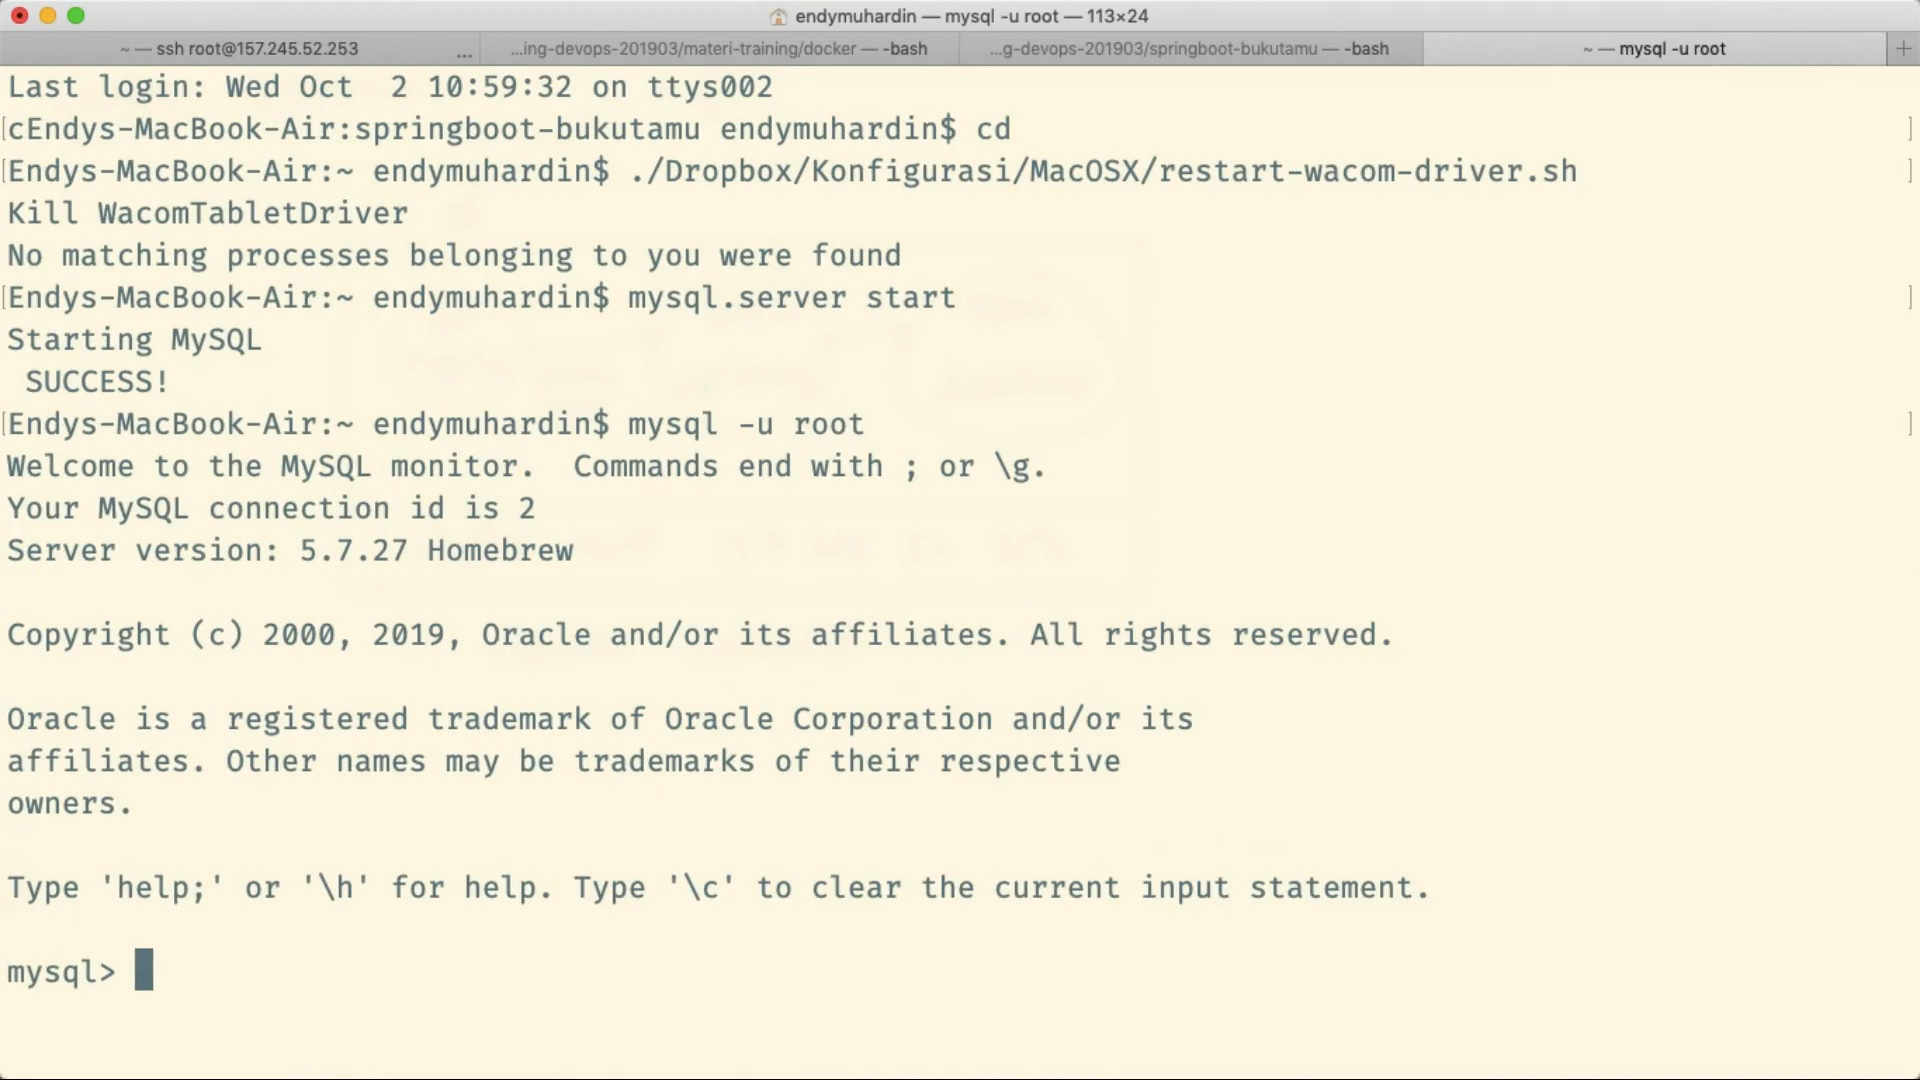 endymuhardin — mysql -u root — 113×24
~ — ssh root@157.245.52.253 ...
...ing-devops-201903/materi-training/docker — -bash
...g-devops-201903/springboot-bukutamu — -bash
~ — mysql -u root
Last login: Wed Oct  2 10:59:32 on ttys002
[cEndys-MacBook-Air:springboot-bukutamu endymuhardin$ cd ]
[Endys-MacBook-Air:~ endymuhardin$ ./Dropbox/Konfigurasi/MacOSX/restart-wacom-driver.sh ]
Kill WacomTabletDriver
No matching processes belonging to you were found
[Endys-MacBook-Air:~ endymuhardin$ mysql.server start ]
Starting MySQL
 SUCCESS!
[Endys-MacBook-Air:~ endymuhardin$ mysql -u root ]
Welcome to the MySQL monitor.  Commands end with ; or \g.
Your MySQL connection id is 2
Server version: 5.7.27 Homebrew
Copyright (c) 2000, 2019, Oracle and/or its affiliates. All rights reserved.
Oracle is a registered trademark of Oracle Corporation and/or its
affiliates. Other names may be trademarks of their respective
owners.
Type 'help;' or '\h' for help. Type '\c' to clear the current input statement.
mysql>